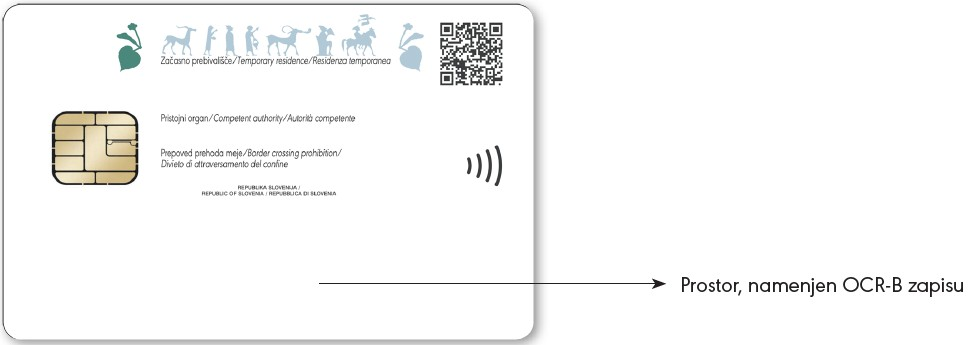 Začasno prebivališče/Temporary residence/Residenza temporanea
Pristojni organ/Competent authority/Autorità competente
Prepoved prehoda meje/Border crossing prohibition/
Divieto di attraversamento del confine
REPUBLIKA SLOVENIJA /
REPUBLIC OF SLOVENIA / REPUBBLICA DI SLOVENIA
Prostor, namenjen OCR-B zapisu